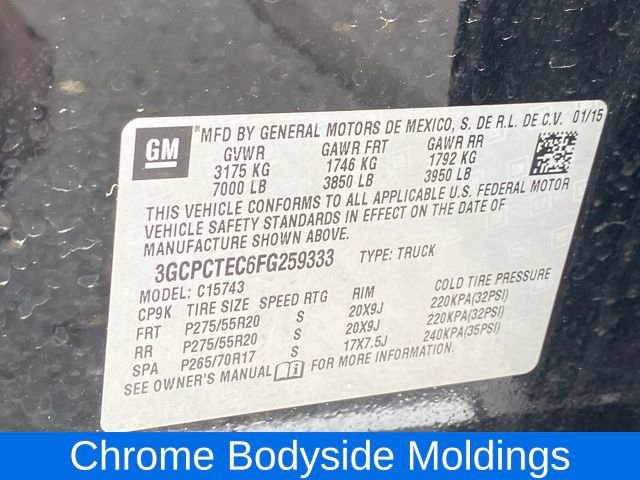 GM
*MFD BY GENERAL MOTORS DE MEXICO, S. DE R.L. DE C.V. 01/15
GVWR GAWR FRT GAWR RR
3175 KG 1746 KG 1792 KG
7000 LB 3850 LB 3950 LB
THIS VEHICLE CONFORMS TO ALL APPLICABLE U.S. FEDERAL MOTOR
VEHICLE SAFETY STANDARDS IN EFFECT ON THE DATE OF
MANUFACTURE SHOWN ABOVE.
3GCPCTEC6FG259333 TYPE: TRUCK
MODEL: C15743
CP9K TIRE SIZE SPEED RTG RIM COLD TIRE PRESSURE
FRT P275/55R20 S 20X9J 220KPA(32PSI)
RR P275/55R20 S 20X9J 220KPA(32PSI)
SPA P265/70R17 S 17X7.5J 240KPA(35PSI)
SEE OWNER'S MANUAL FOR MORE INFORMATION.
Chrome Bodyside Moldings